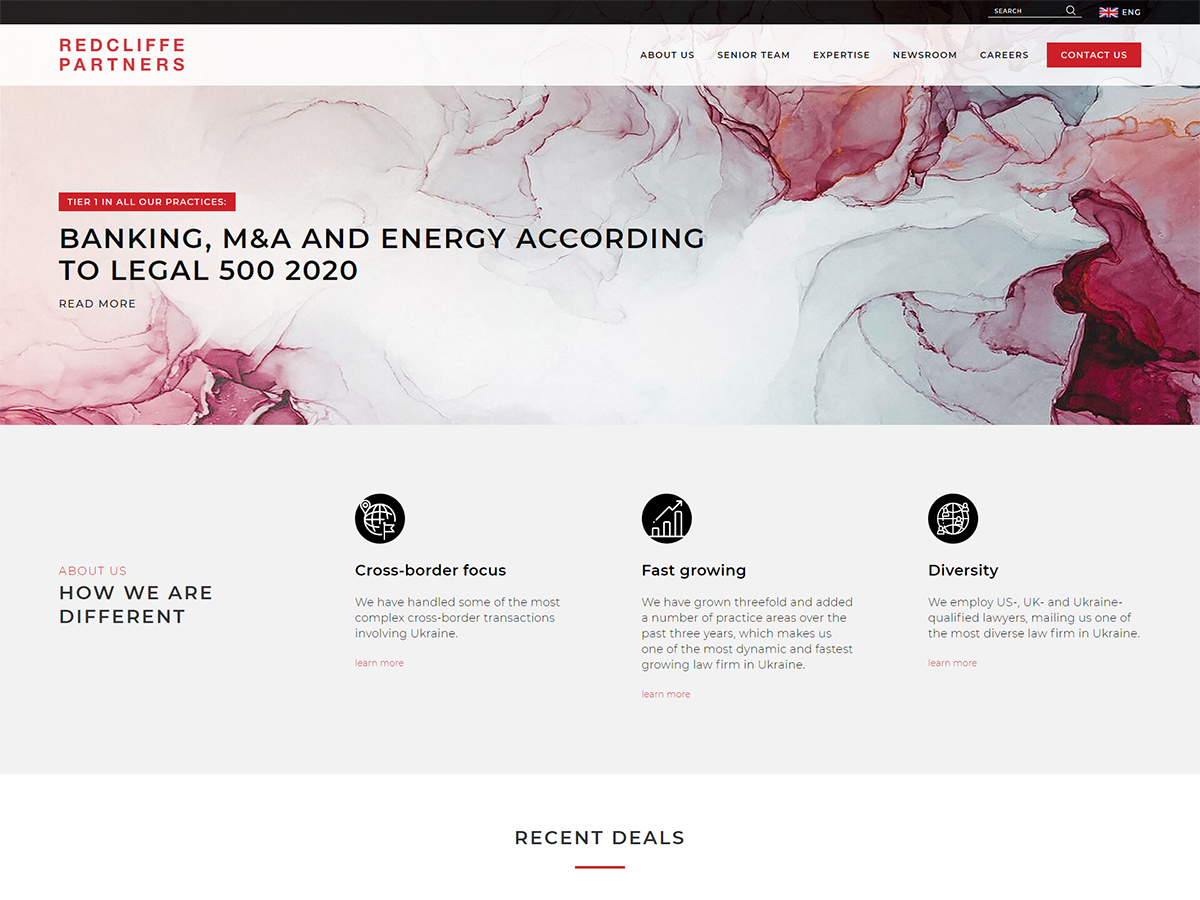 SEARCH
ENG
REDCLIFFE
PARTNERS
ABOUT US SENIOR TEAM EXPERTISE NEWSROOM CAREERS CONTACT US
TIER 1 IN ALL OUR PRACTICES:
BANKING, M&A AND ENERGY ACCORDING
TO LEGAL 500 2020
READ MORE
ABOUT US
HOW WE ARE
DIFFERENT
Cross-border focus
We have handled some of the most
complex cross-border transactions
involving Ukraine.
learn more
Fast growing
We have grown threefold and added
a number of practice areas over the
past three years, which makes us
one of the most dynamic and fastest
growing law firm in Ukraine.
learn more
Diversity
We employ US-, UK- and Ukraine-
qualified lawyers, mailing us one of
the most diverse law firm in Ukraine.
learn more
RECENT DEALS